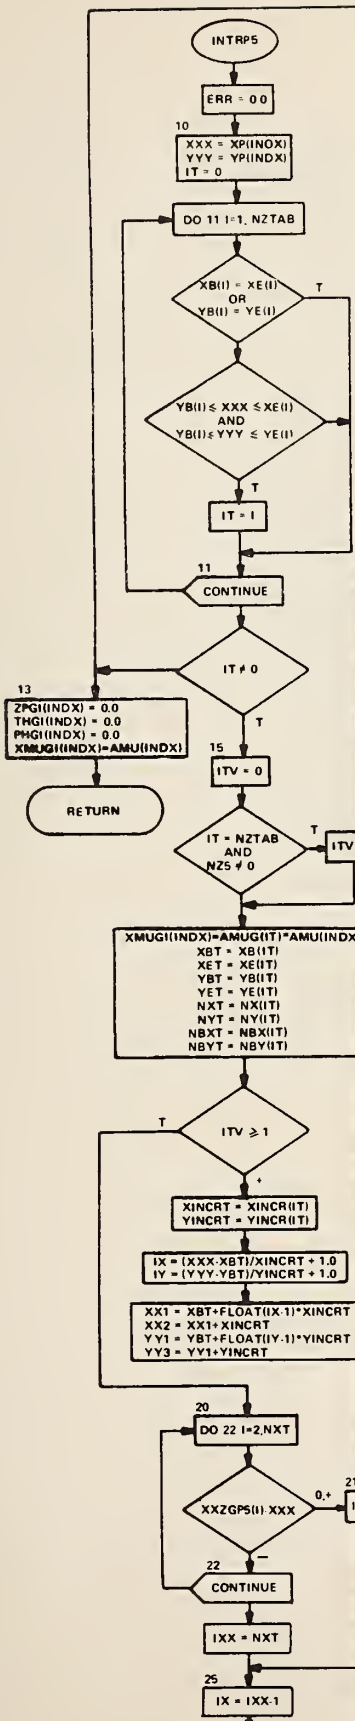 INTRP5
ERR = 0.0
10
XXX = XP(INDX)
YYY = YP(INDX)
IT = 0
DO 11 I=1, NZTAB
XB(I) = XE(I)
OR
YB(I) = YE(I)
T
YB(I) ≤ XXX ≤ XE(I)
AND
YB(I) ≤ YYY ≤ YE(I)
T
IT = I
11
CONTINUE
IT ≠ 0
T
13
ZPGI(INDX) = 0.0
THGI(INDX) = 0.0
PHGI(INDX) = 0.0
XMUGI(INDX)=AMU(INDX)
RETURN
15
ITV = 0
IT = NZTAB
AND
NZ5 ≠ 0
T
ITV
XMUGI(INDX)=AMUG(IT)*AMU(INDX
XBT = XB(IT)
XET = XE(IT)
YBT = YB(IT)
YET = YE(IT)
NXT = NX(IT)
NYT = NY(IT)
NBXT = NBX(IT)
NBYT = NBY(IT)
ITV ≥ 1
T
+
XINCRT = XINCR(IT)
YINCRT = YINCR(IT)
IX = (XXX-XBT)/XINCRT + 1.0
IY = (YYY-YBT)/YINCRT + 1.0
XX1 = XBT+FLOAT(IX-1)*XINCRT
XX2 = XX1+XINCRT
YY1 = YBT+FLOAT(IY-1)*YINCRT
YY3 = YY1+YINCRT
20
DO 22 I=2,NXT
XXZGP5(I)-XXX
0,+
21
I
—
22
CONTINUE
IXX = NXT
25
IX = IXX-1